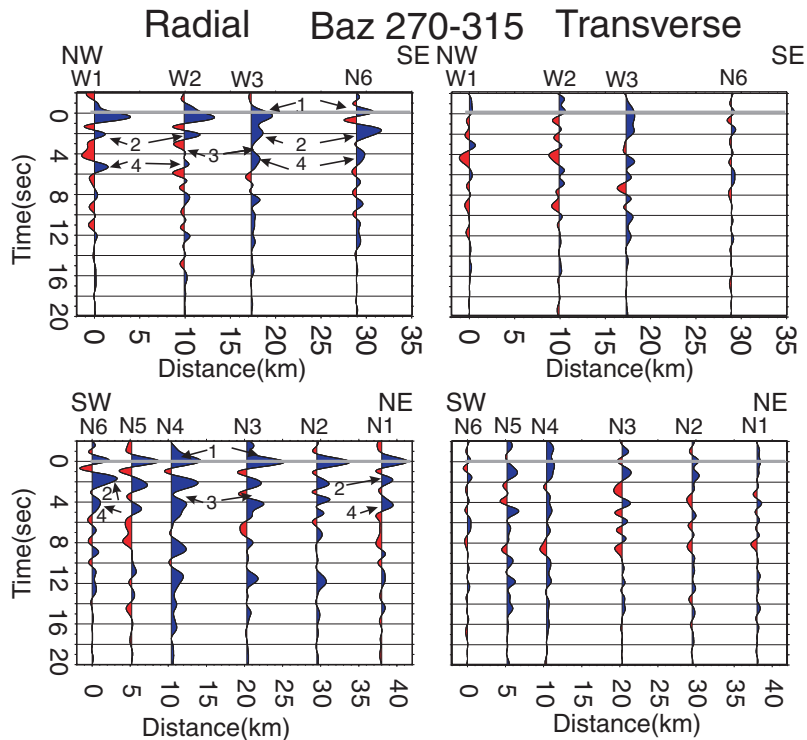 Radial Baz 270-315 Transverse
NW SE NW SE
W1 W2 W3 N6 W1 W2 W3 N6
1
2 2
3
4 4
Time(sec)
0
4
8
12
16
20
0 5 10 15 20 25 30 35 0 5 10 15 20 25 30 35
Distance(km) Distance(km)
SW NE SW NE
N6 N5 N4 N3 N2 N1 N6 N5 N4 N3 N2 N1
1
2 2
3
4 4
Time(sec)
0
4
8
12
16
20
0 5 10 15 20 25 30 35 40 0 5 10 15 20 25 30 35 40
Distance(km) Distance(km)